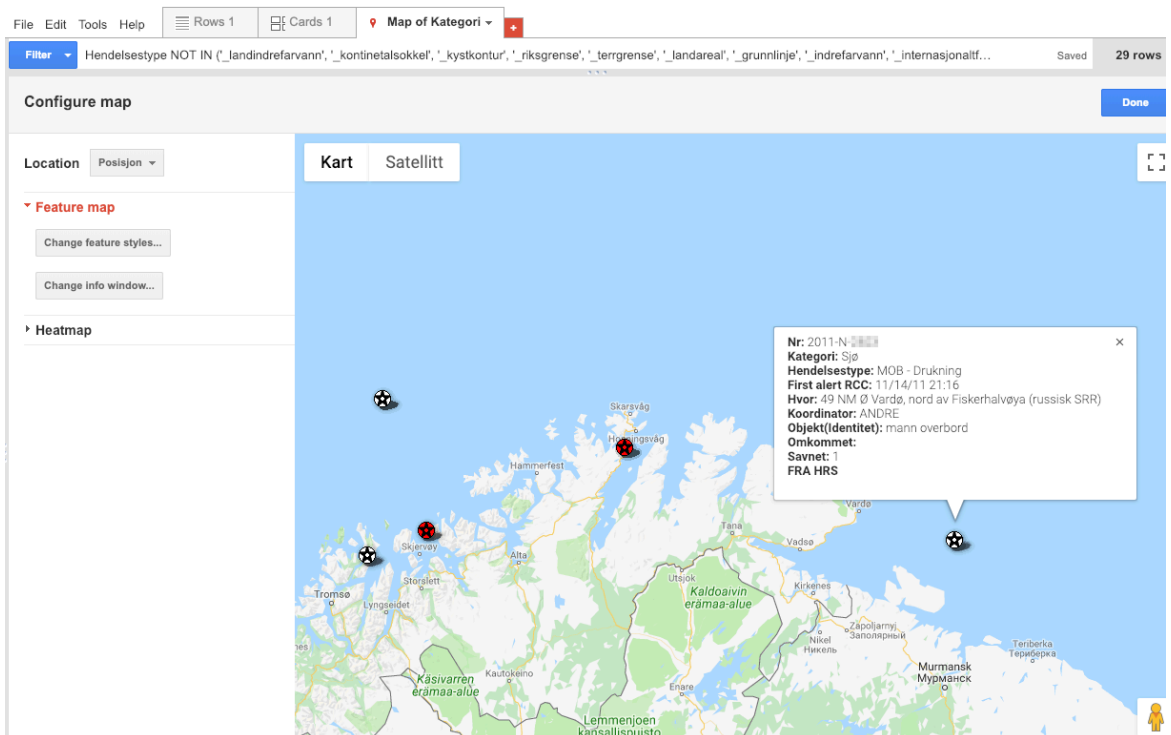 File Edit Tools Help
Rows 1
Cards 1
Map of Kategori
+
Filter
Hendelsestype NOT IN ('_landindrefarvann', '_kontinetalsokkel', '_kystkontur', '_riksgrense', '_terrgrense', '_landareal', '_grunnlinje', '_indrefarvann', '_internasjonaltf...
Saved
29 rows
Configure map
Done
Location
Posisjon
Feature map
Change feature styles...
Change info window...
Heatmap
Kart
Satellitt
Nr: 2011-N-
Kategori: Sjø
Hendelsestype: MOB - Drukning
First alert RCC: 11/14/11 21:16
Hvor: 49 NM Ø Vardø, nord av Fiskerhalvøya (russisk SRR)
Koordinator: ANDRE
Objekt(Identitet): mann overbord
Omkommet:
Savnet: 1
FRA HRS
Skarsvåg
Hammerfest
Vardø
Tana
Vadsø
Skjervøy
Alta
Storslett
Tromsø
Lyngseidet
Utsjok
Kaldoaivin
erämaa-alue
Kirkenes
Zapoljarnyj
Заполярный
Nikel
Никель
Teriberka
Териберка
Murmansk
Мурманск
Kautokeino
Käsivarren
erämaa-alue
Enare
Lemmenjoen
kansallispuisto